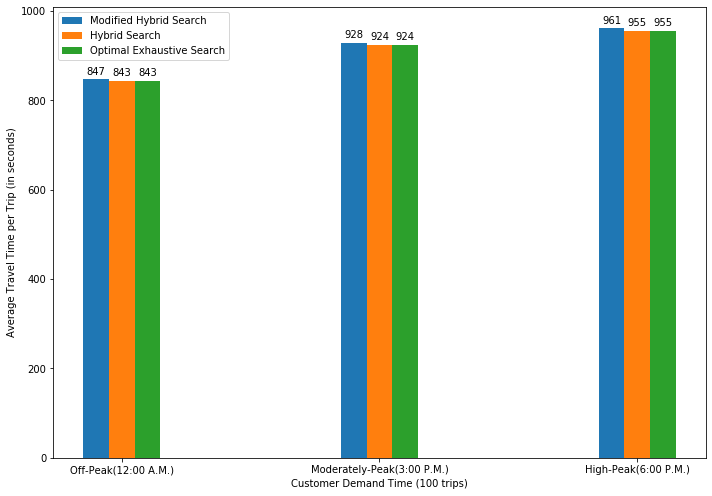 Modified Hybrid Search
Hybrid Search
Optimal Exhaustive Search
847 843 843
928 924 924
961 955 955
1000
800
600
400
200
0
Average Travel Time per Trip (in seconds)
Off-Peak(12:00 A.M.)
Moderately-Peak(3:00 P.M.)
High-Peak(6:00 P.M.)
Customer Demand Time (100 trips)